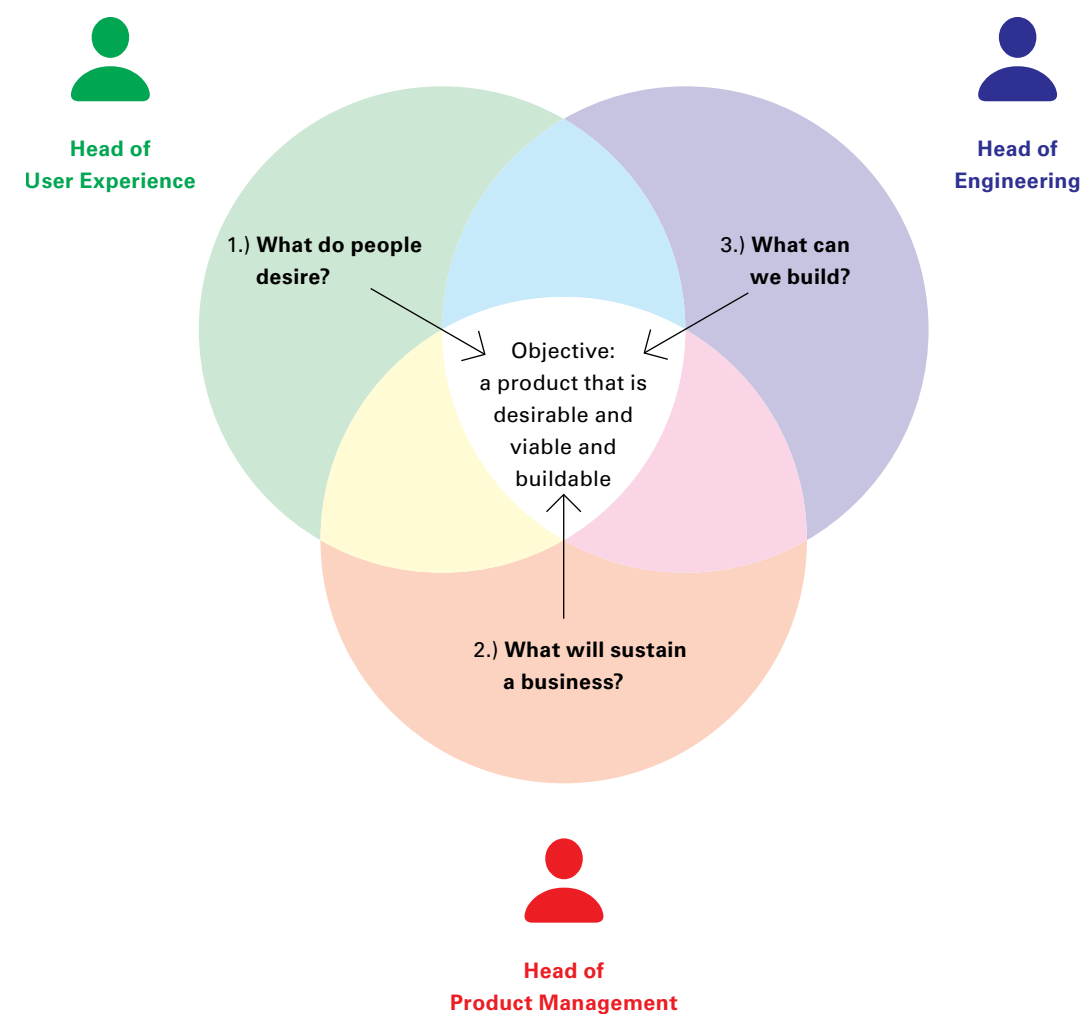 Head of
User Experience
Head of
Engineering
1.) What do people
desire?
3.) What can
we build?
Objective:
a product that is
desirable and
viable and
buildable
2.) What will sustain
a business?
Head of
Product Management